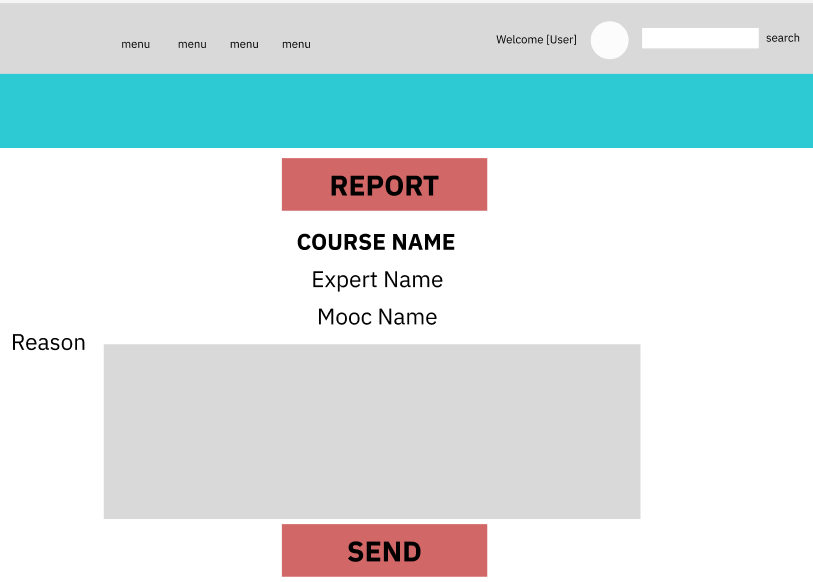 menu menu menu menu Welcome [User] search
REPORT
COURSE NAME
Expert Name
Mooc Name
Reason
SEND